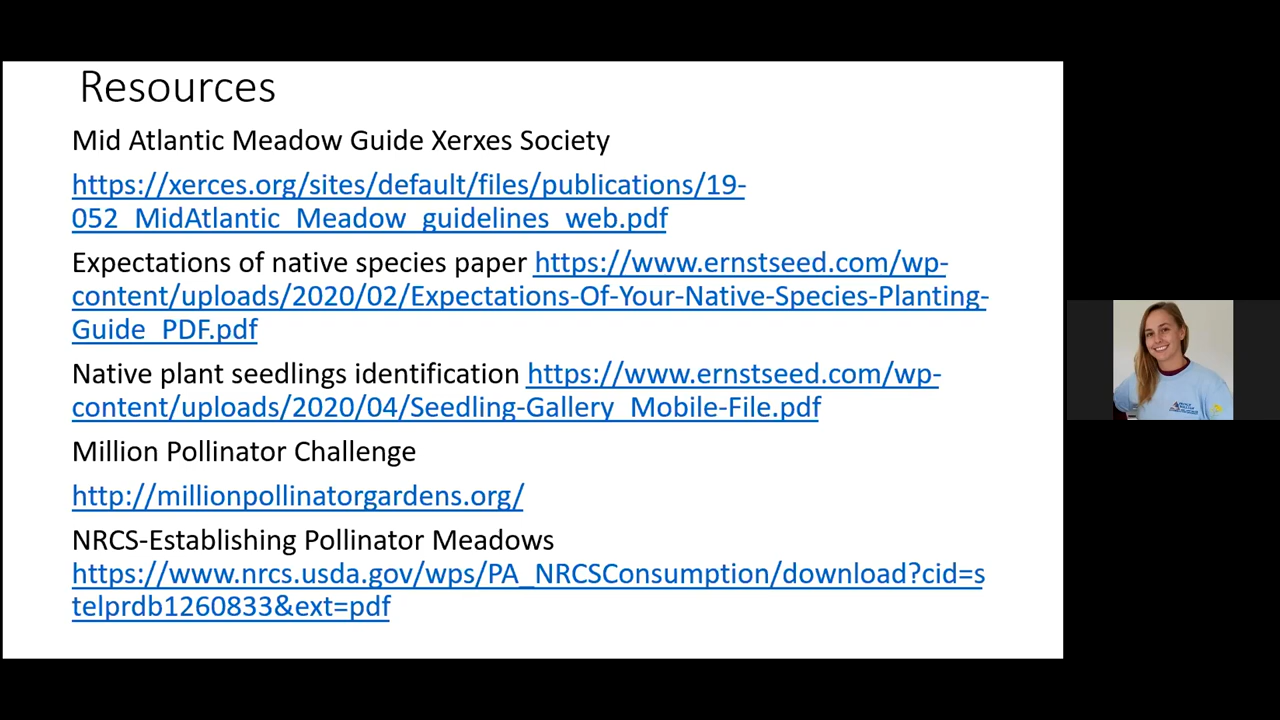 Resources
Mid Atlantic Meadow Guide Xerxes Society
https://xerces.org/sites/default/files/publications/19-
052_MidAtlantic_Meadow_guidelines_web.pdf
Expectations of native species paper https://www.ernstseed.com/wp-
content/uploads/2020/02/Expectations-Of-Your-Native-Species-Planting-
Guide_PDF.pdf
Native plant seedlings identification https://www.ernstseed.com/wp-
content/uploads/2020/04/Seedling-Gallery_Mobile-File.pdf
Million Pollinator Challenge
http://millionpollinatorgardens.org/
NRCS-Establishing Pollinator Meadows
https://www.nrcs.usda.gov/wps/PA_NRCSConsumption/download?cid=s
telprdb1260833&ext=pdf